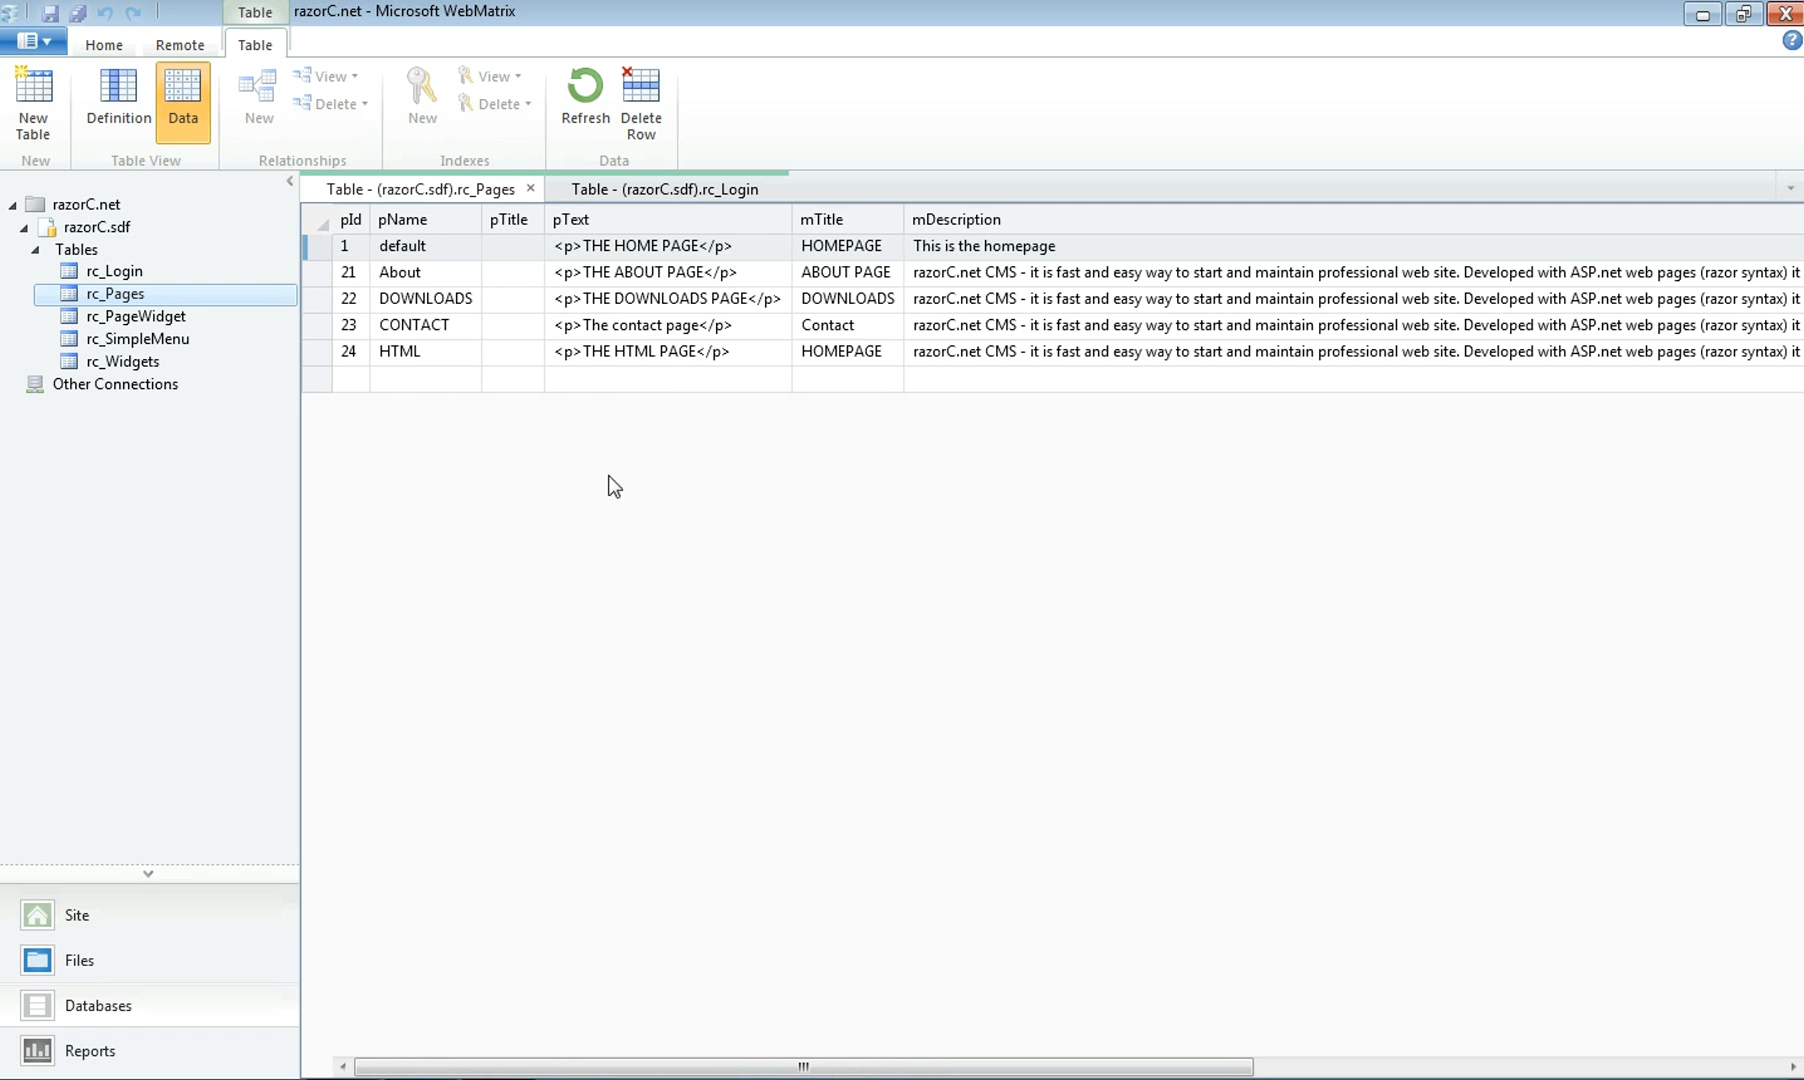 Table razorC.net - Microsoft WebMatrix
Home Remote Table
New Table Definition Data New View Delete New View Delete Refresh Delete Row
New Table View Relationships Indexes Data
razorC.net
razorC.sdf
Tables
rc_Login
rc_Pages
rc_PageWidget
rc_SimpleMenu
rc_Widgets
Other Connections
Site
Files
Databases
Reports
Table - (razorC.sdf).rc_Pages Table - (razorC.sdf).rc_Login
pId pName pTitle pText mTitle mDescription
1 default <p>THE HOME PAGE</p> HOMEPAGE This is the homepage
21 About <p>THE ABOUT PAGE</p> ABOUT PAGE razorC.net CMS - it is fast and easy way to start and maintain professional web site. Developed with ASP.net web pages (razor syntax) it
22 DOWNLOADS <p>THE DOWNLOADS PAGE</p> DOWNLOADS razorC.net CMS - it is fast and easy way to start and maintain professional web site. Developed with ASP.net web pages (razor syntax) it
23 CONTACT <p>The contact page</p> Contact razorC.net CMS - it is fast and easy way to start and maintain professional web site. Developed with ASP.net web pages (razor syntax) it
24 HTML <p>THE HTML PAGE</p> HOMEPAGE razorC.net CMS - it is fast and easy way to start and maintain professional web site. Developed with ASP.net web pages (razor syntax) it